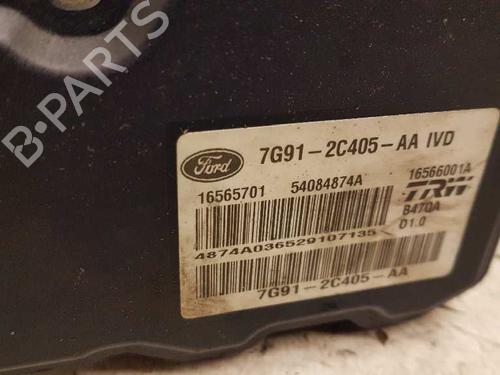 B-PARTS
Ford
7G91-2C405-AA IVD
16565701 54084874A 16566001A
TRW
B470A
D1.0
4874A036529107135
7G91-2C405-AA